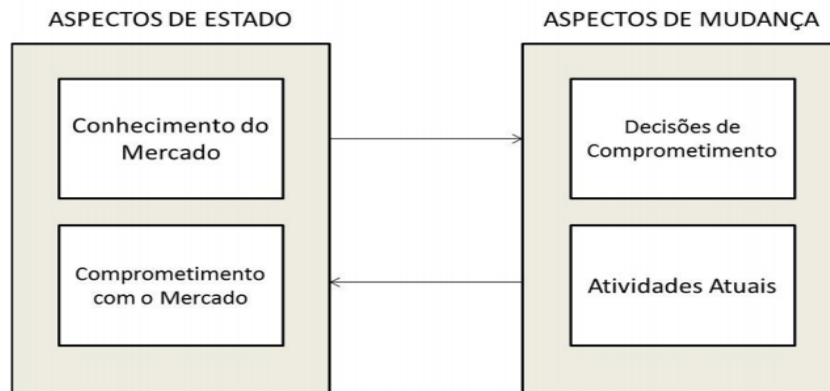 ASPECTOS DE ESTADO
Conhecimento do
Mercado
Comprometimento
com o Mercado
ASPECTOS DE MUDANÇA
Decisões de
Comprometimento
Atividades Atuais